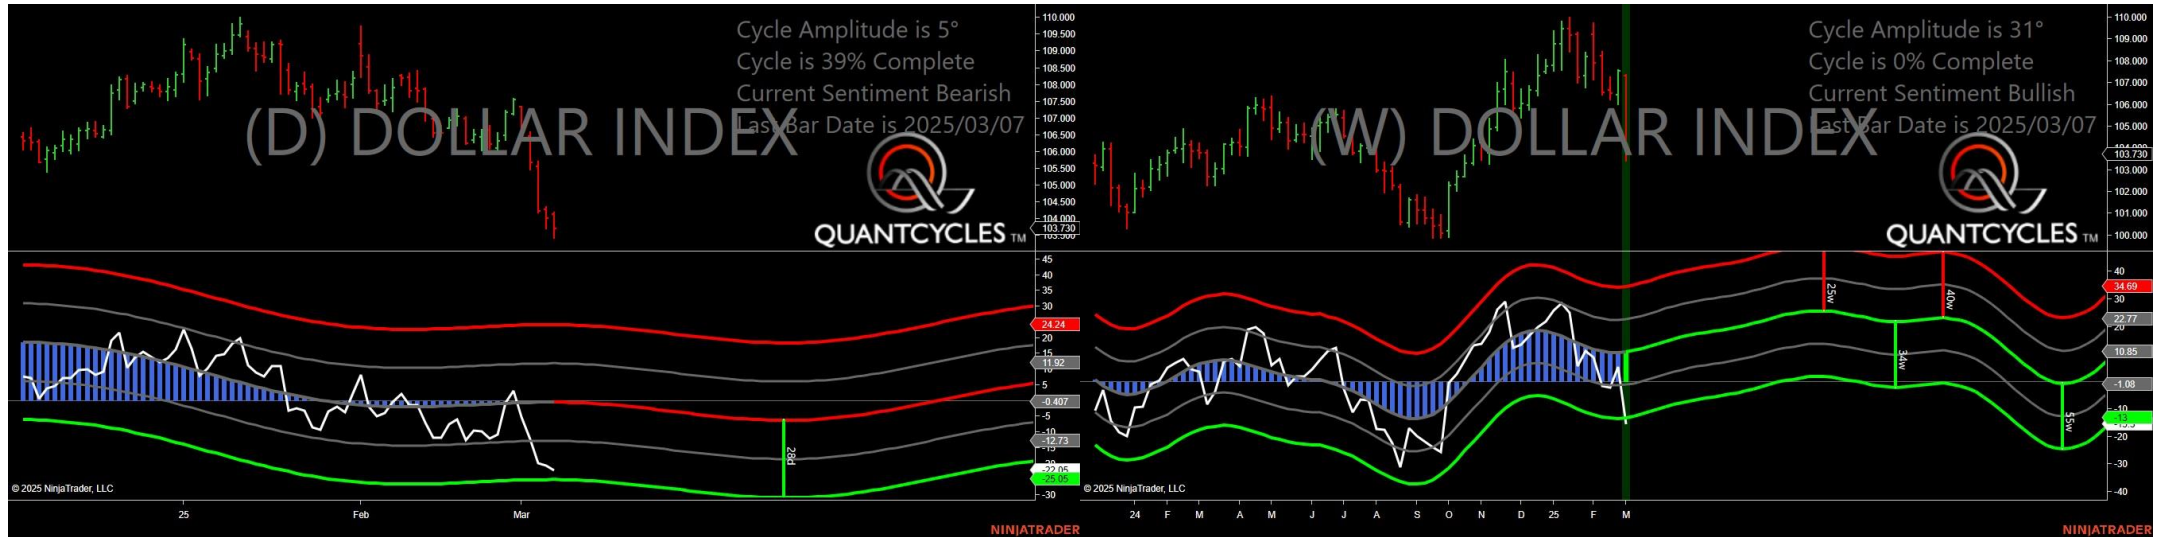 Cycle Amplitude is 5°
Cycle is 39% Complete
Current Sentiment Bearish
Last Bar Date is 2025/03/07
(D) DOLLAR INDEX
QUANTCYCLES TM
110.000
109.500
109.000
108.500
108.000
107.500
107.000
106.500
106.000
105.500
105.000
104.500
104.000
103.730
45
40
35
30
24.24
20
15
11.92
5
-0.407
-5
-10
-12.73
-22.05
-25.05
-30
28d
© 2025 NinjaTrader, LLC
25
Feb
Mar
NINJATRADER
Cycle Amplitude is 31°
Cycle is 0% Complete
Current Sentiment Bullish
Last Bar Date is 2025/03/07
(W) DOLLAR INDEX
QUANTCYCLES TM
110.000
109.000
108.000
107.000
106.000
105.000
103.730
103.000
102.000
101.000
100.000
40
34.69
30
22.77
20
10.85
-1.08
-10
-13
-20
-30
-40
25w
40w
34w
55w
© 2025 NinjaTrader, LLC
24 F M A M J J A S O N D 25 F M
NINJATRADER